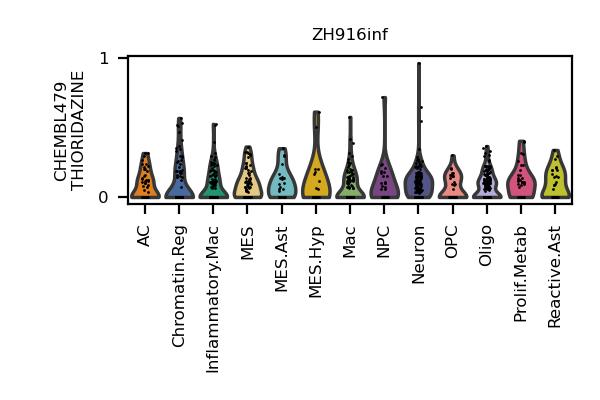 ZH916inf
CHEMBL479
THIORIDAZINE
1
0
AC
Chromatin.Reg
Inflammatory.Mac
MES
MES.Ast
MES.Hyp
Mac
NPC
Neuron
OPC
Oligo
Prolif.Metab
Reactive.Ast